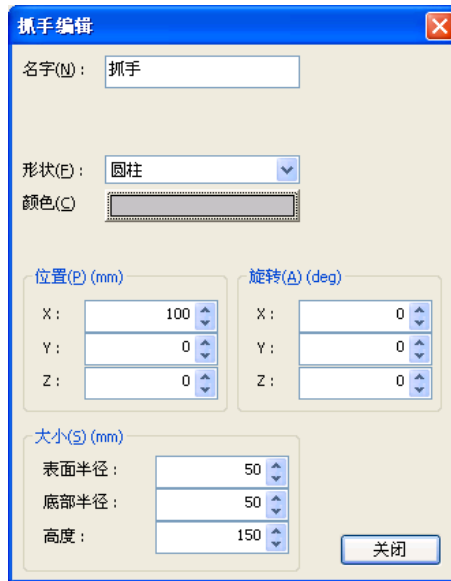 抓手编辑
名字(N)： 抓手
形状(F)： 圆柱
颜色(C)
位置(P) (mm) 旋转(A) (deg)
X： 100 X： 0
Y： 0 Y： 0
Z： 0 Z： 0
大小(S) (mm)
表面半径： 50
底部半径： 50
高度： 150
关闭